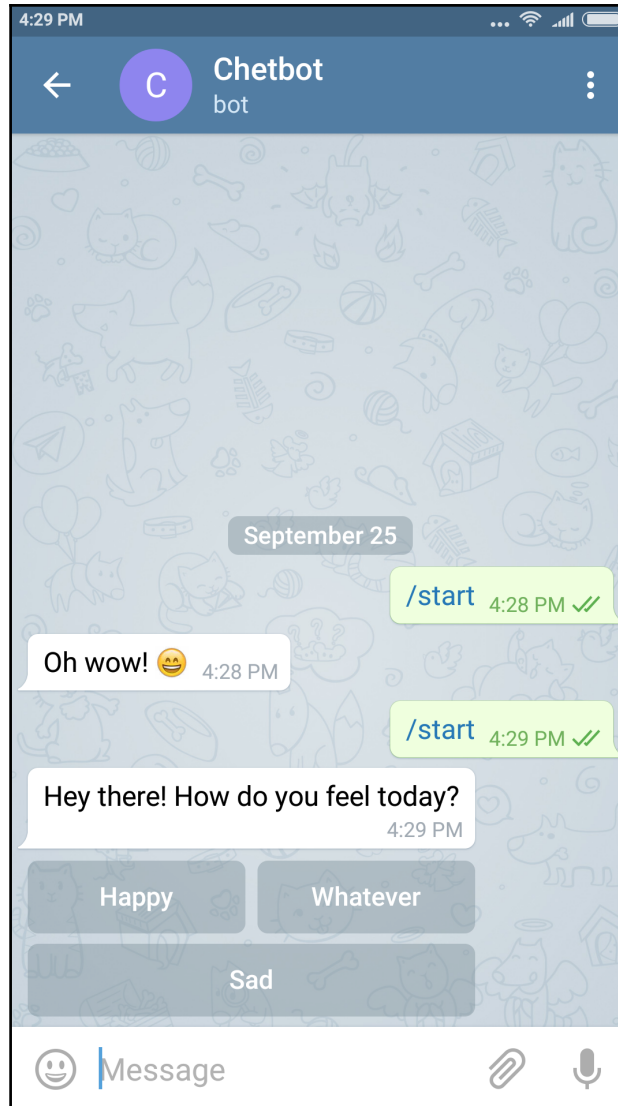 4:29 PM
C
Chetbot
bot
September 25
/start 4:28 PM
Oh wow! 😄 4:28 PM
/start 4:29 PM
Hey there! How do you feel today?
4:29 PM
Happy Whatever
Sad
Message